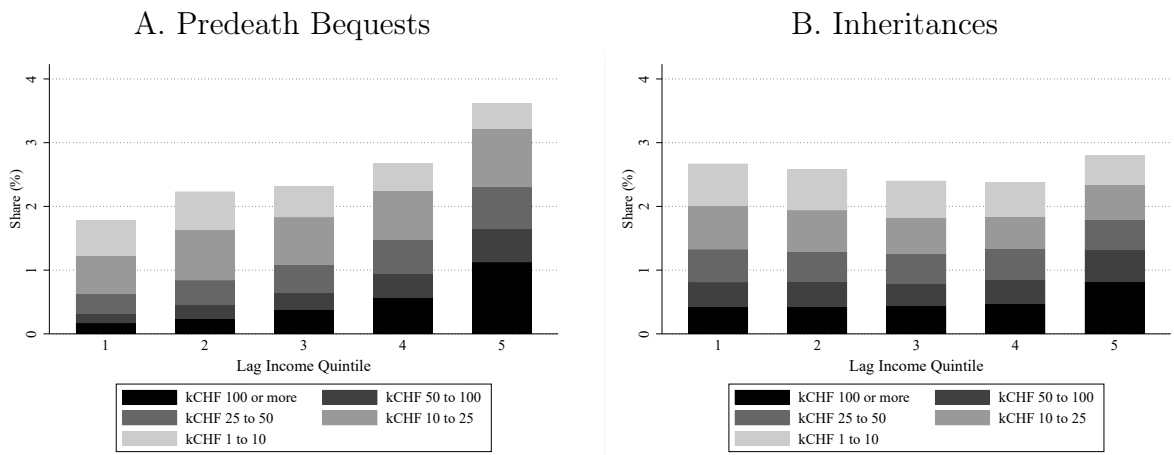 A. Predeath Bequests
4
3
2
1
0
Share (%)
1 2 3 4 5
Lag Income Quintile
kCHF 100 or more kCHF 50 to 100
kCHF 25 to 50 kCHF 10 to 25
kCHF 1 to 10
B. Inheritances
4
3
2
1
0
Share (%)
1 2 3 4 5
Lag Income Quintile
kCHF 100 or more kCHF 50 to 100
kCHF 25 to 50 kCHF 10 to 25
kCHF 1 to 10